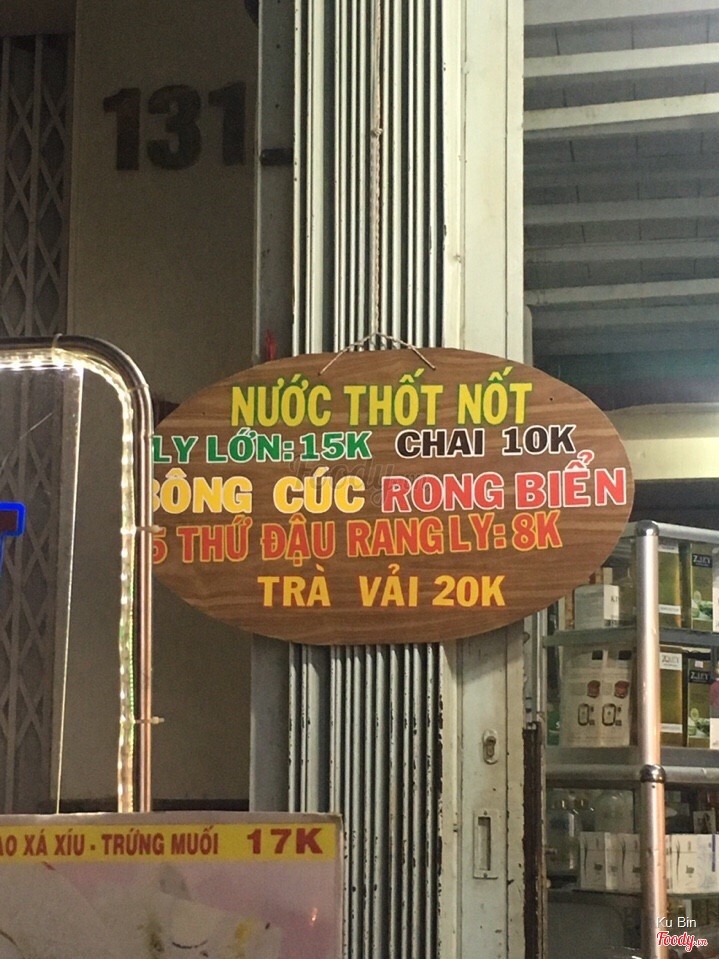 131
NƯỚC THỐT NỐT
LY LỚN: 15K CHAI 10K
BÔNG CÚC RONG BIỂN
5 THỨ ĐẬU RANG LY: 8K
TRÀ VẢI 20K
XÁ XÍU - TRỨNG MUỐI 17K
Ku Bin
Foody.vn